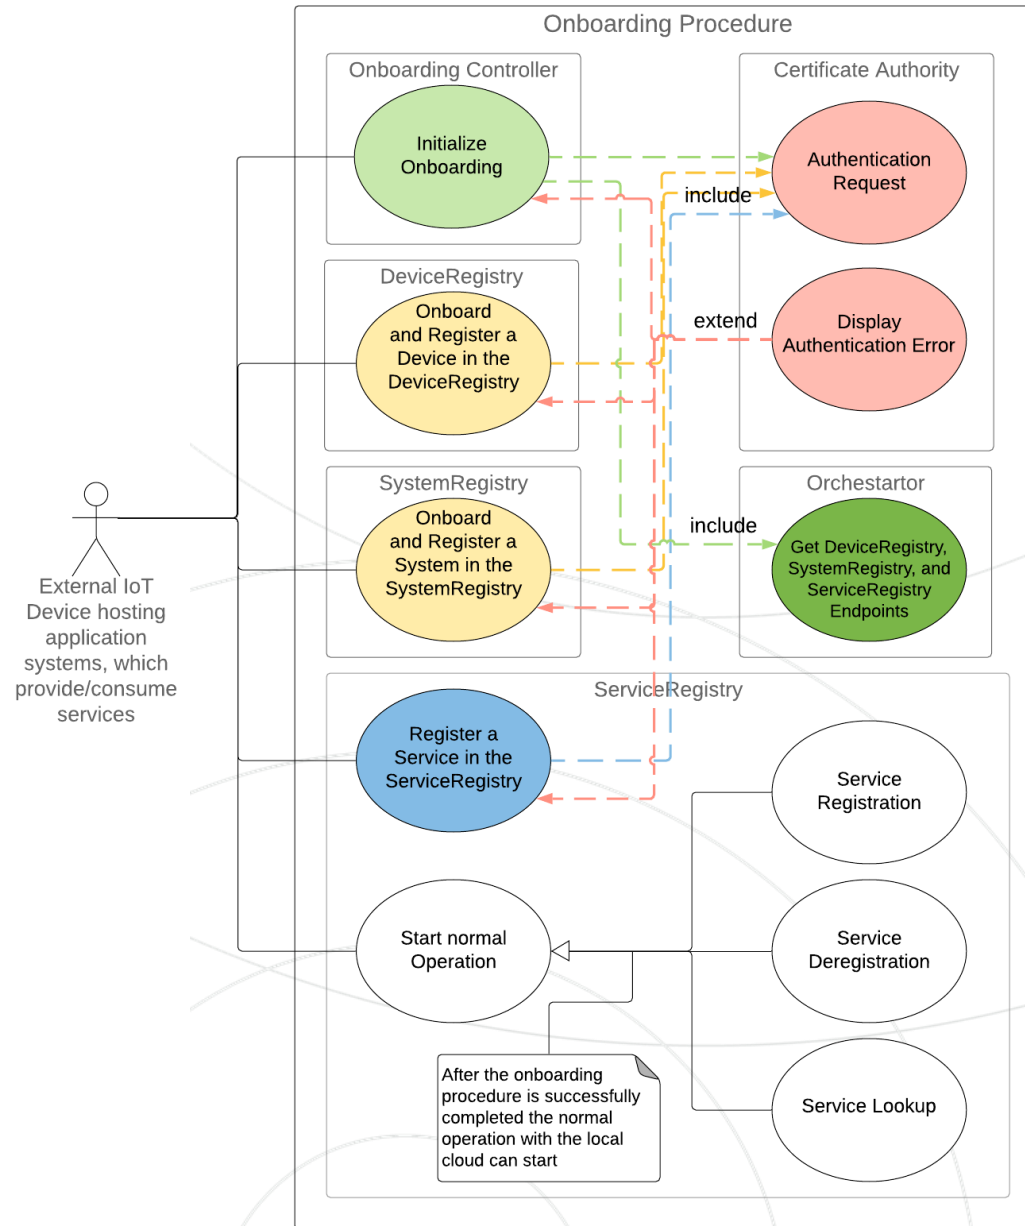 Onboarding Procedure
Onboarding Controller
Certificate Authority
Initialize
Onboarding
Authentication
Request
include
DeviceRegistry
Onboard
and Register a
Device in the
DeviceRegistry
extend
Display
Authentication Error
SystemRegistry
Onboard
and Register a
System in the
SystemRegistry
include
Orchestartor
Get DeviceRegistry,
SystemRegistry, and
ServiceRegistry
Endpoints
External IoT
Device hosting
application
systems, which
provide/consume
services
ServiceRegistry
Register a
Service in the
ServiceRegistry
Service
Registration
Start normal
Operation
Service
Deregistration
After the onboarding
procedure is successfully
completed the normal
operation with the local
cloud can start
Service Lookup